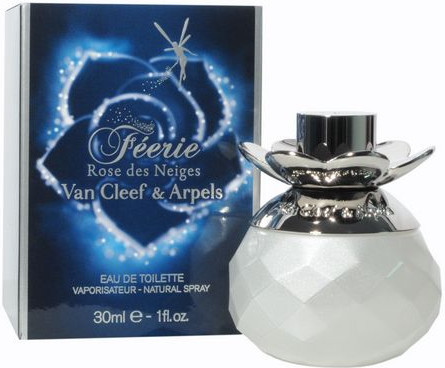 Féerie
Rose des Neiges
Van Cleef & Arpels
EAU DE TOILETTE
VAPORISATEUR - NATURAL SPRAY
30ml e - 1fl.oz.